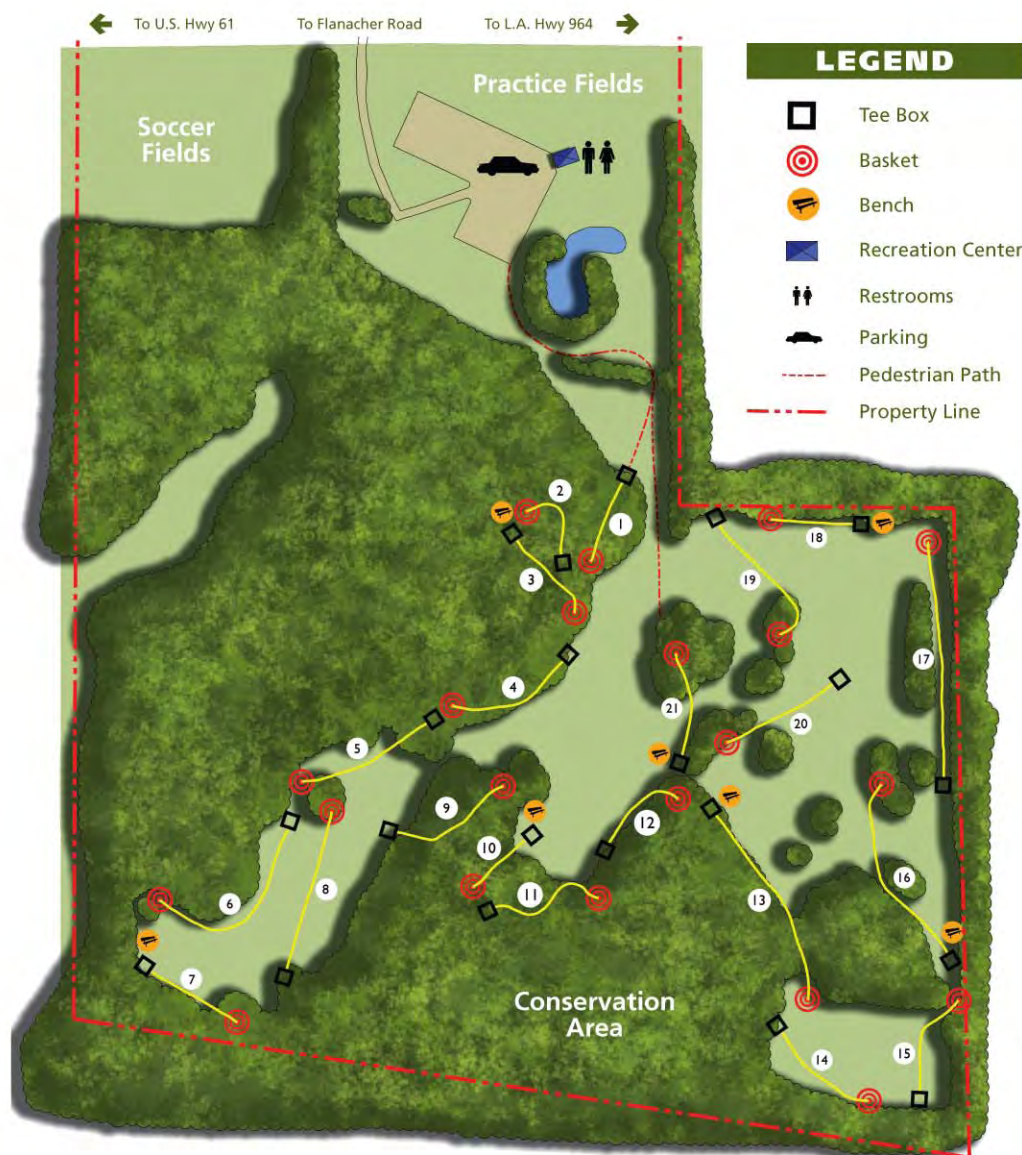 To U.S. Hwy 61
To Flanacher Road
To L.A. Hwy 964
Practice Fields
Soccer
Fields
LEGEND
Tee Box
Basket
Bench
Recreation Center
Restrooms
Parking
Pedestrian Path
Property Line
1
2
3
4
5
6
7
8
9
10
11
12
13
14
15
16
17
18
19
20
21
Conservation
Area